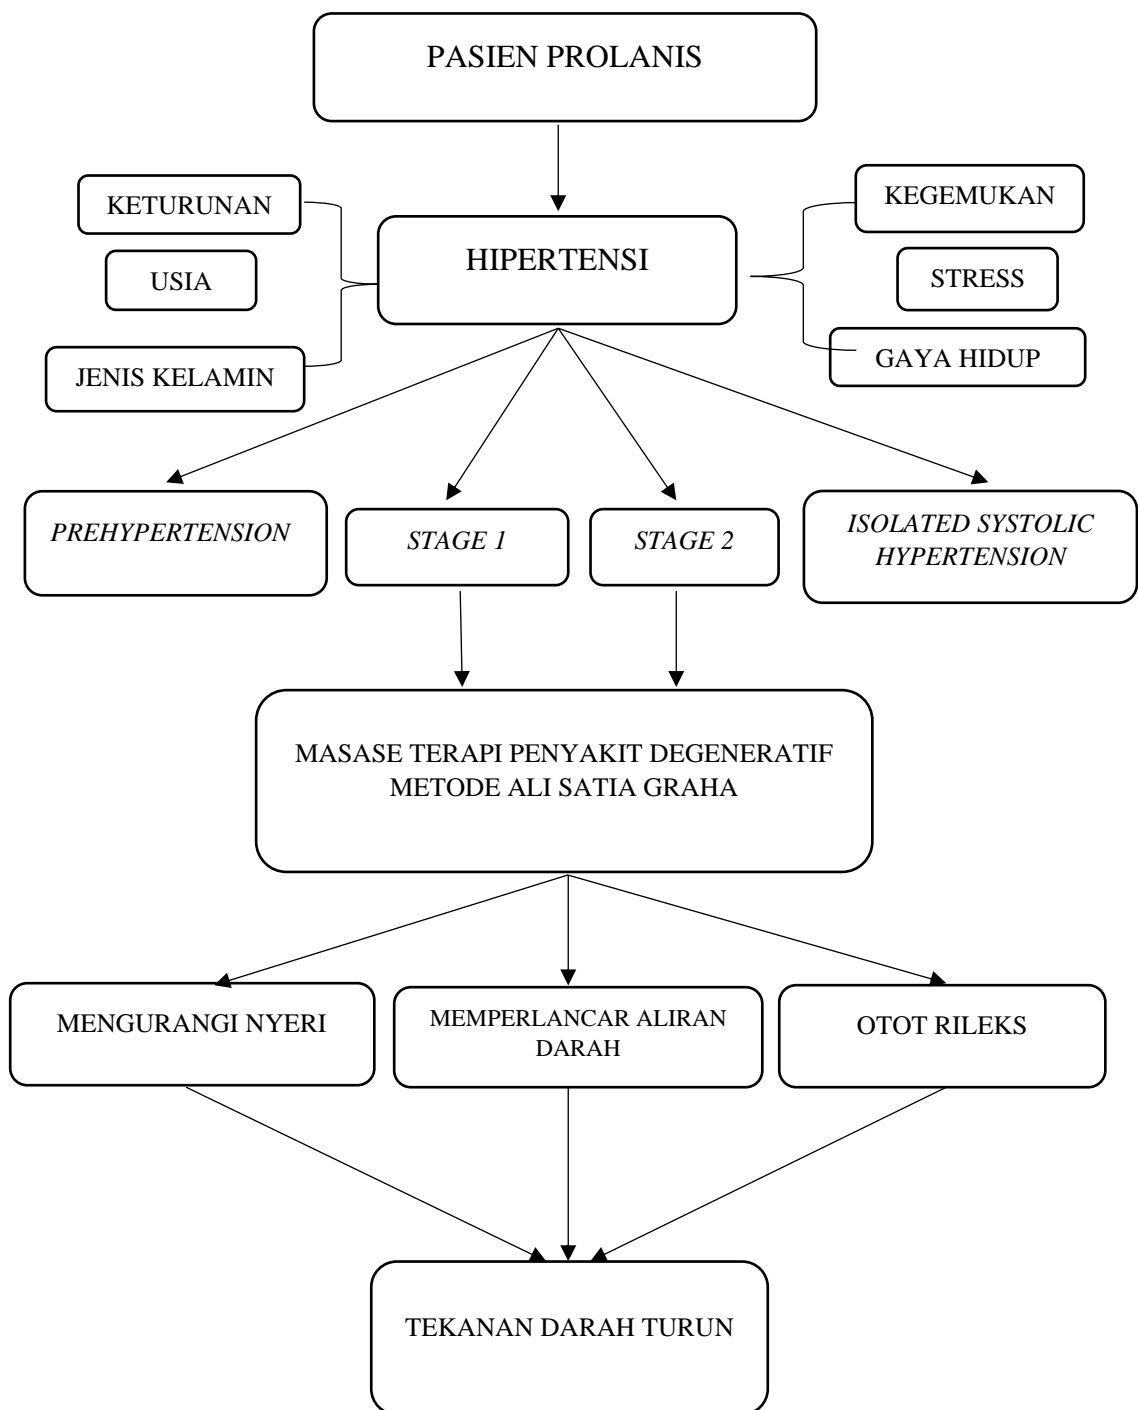 PASIEN PROLANIS
KETURUNAN
KEGEMUKAN
HIPERTENSI
USIA
STRESS
JENIS KELAMIN
GAYA HIDUP
PREHYPERTENSION
STAGE 1
STAGE 2
ISOLATED SYSTOLIC
HYPERTENSION
MASASE TERAPI PENYAKIT DEGENERATIF
METODE ALI SATIA GRAHA
MENGURANGI NYERI
MEMPERLANCAR ALIRAN
DARAH
OTOT RILEKS
TEKANAN DARAH TURUN